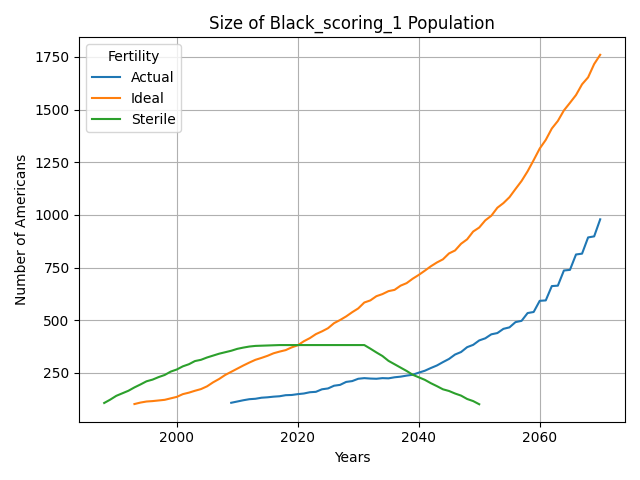 Size of Black_scoring_1 Population
Fertility
Actual
Ideal
Sterile
Number of Americans
1750
1500
1250
1000
750
500
250
2000
2020
2040
2060
Years